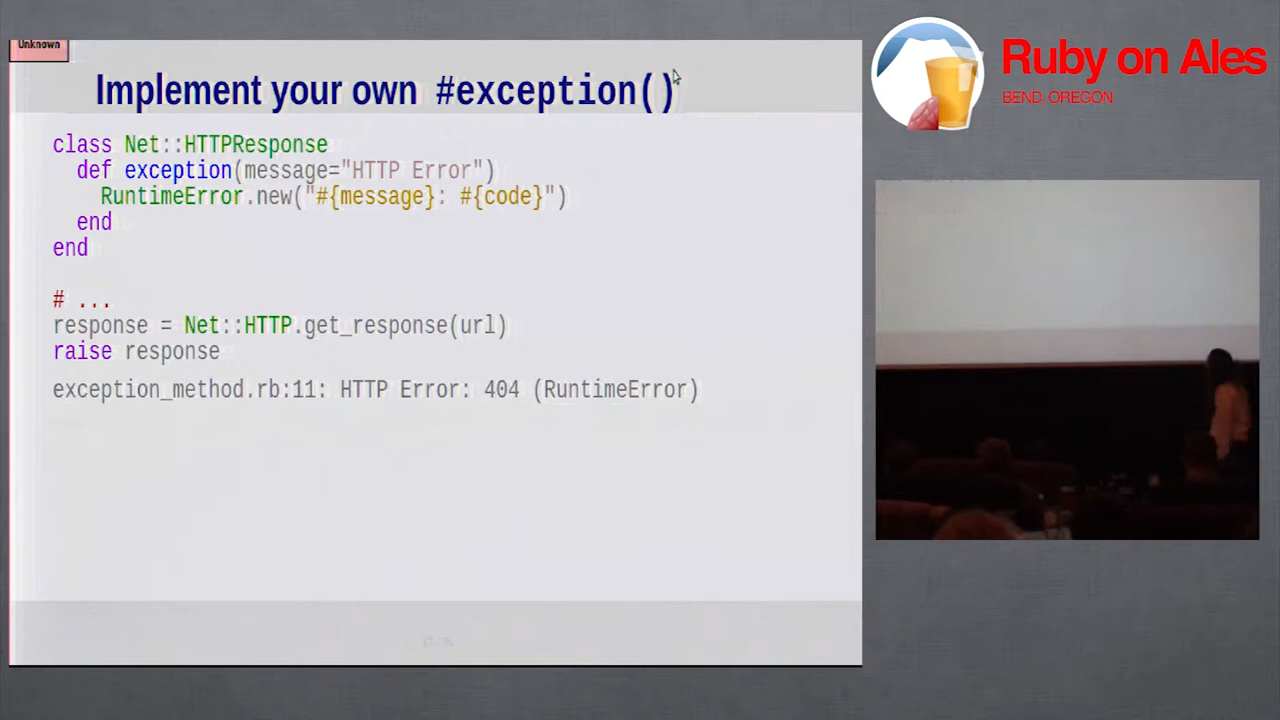 Unknown
Implement your own #exception()
class Net::HTTPResponse
def exception(message="HTTP Error")
RuntimeError.new("#{message}: #{code}")
end
end
# ...
response = Net::HTTP.get_response(url)
raise response
exception_method.rb:11: HTTP Error: 404 (RuntimeError)
Ruby on Ales
BEND, OREGON